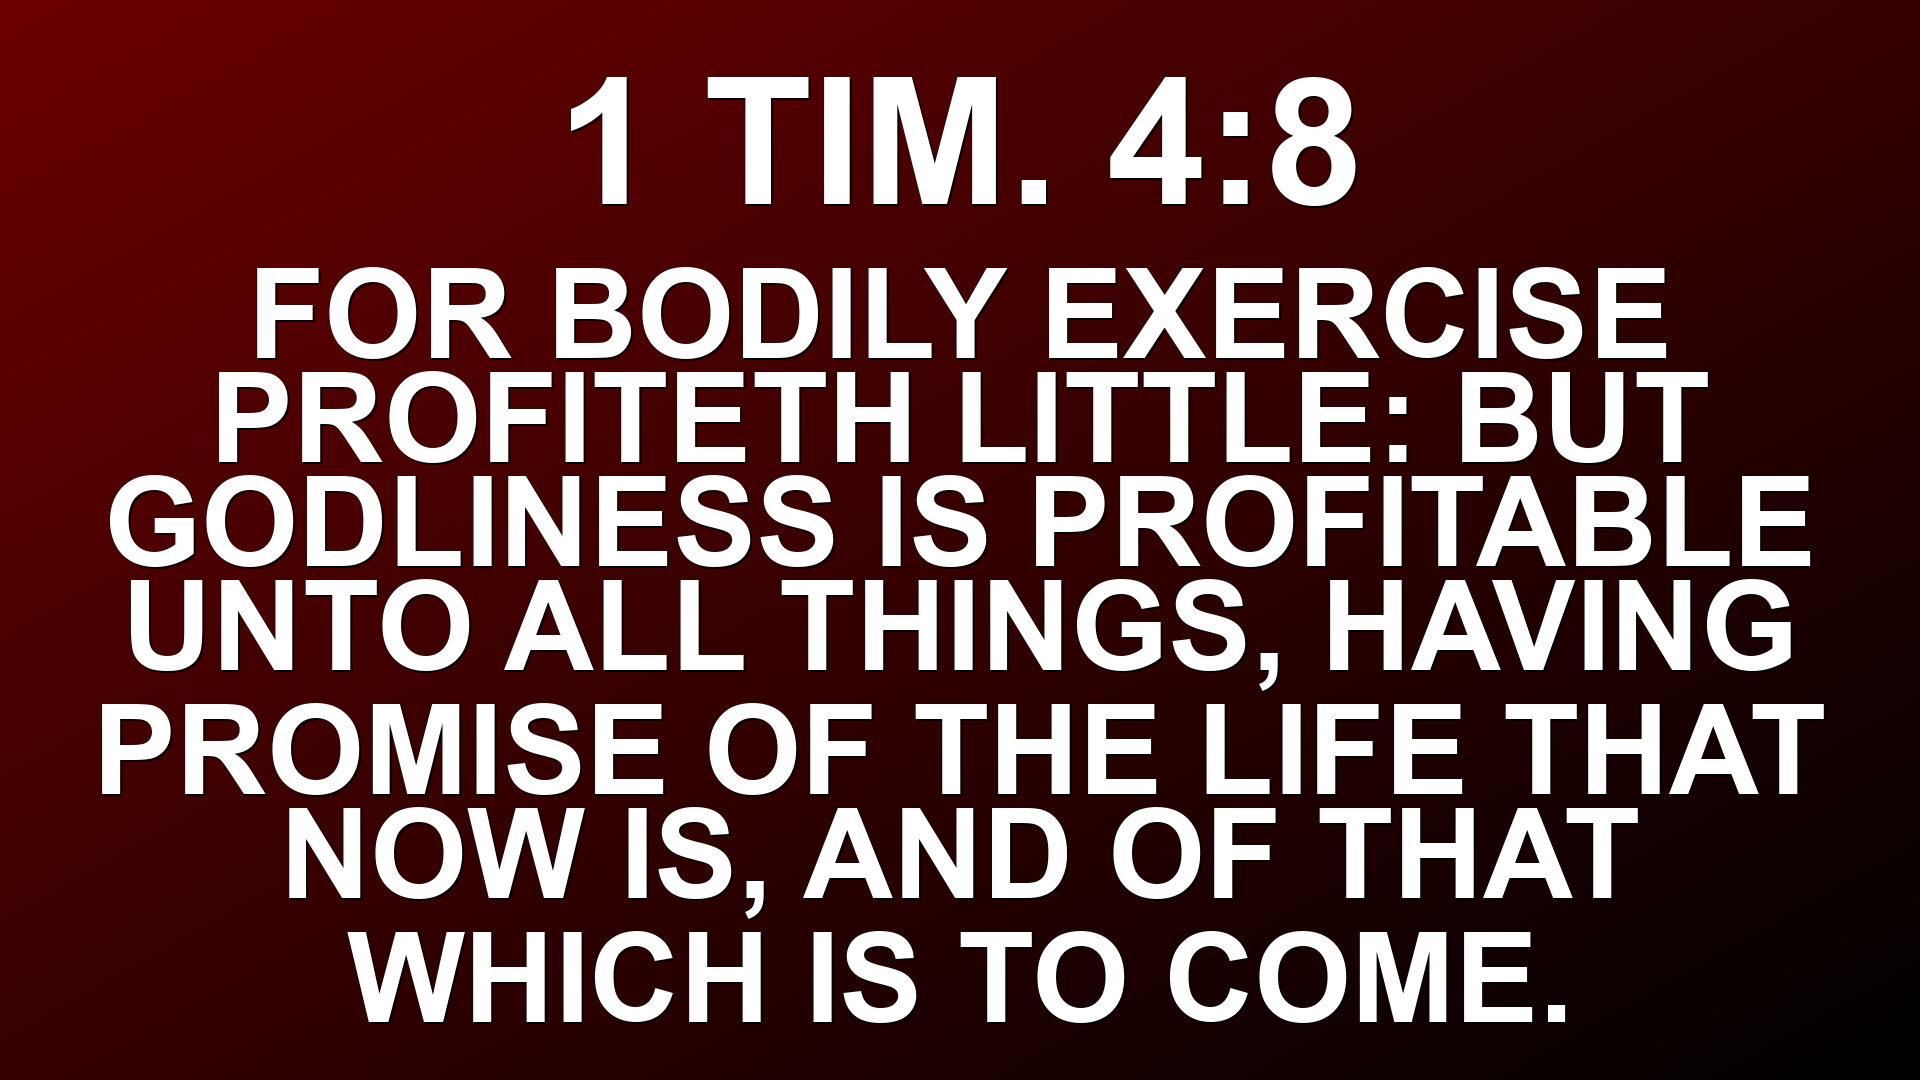 1 TIM. 4:8
FOR BODILY EXERCISE
PROFITETH LITTLE: BUT
GODLINESS IS PROFITABLE
UNTO ALL THINGS, HAVING
PROMISE OF THE LIFE THAT
NOW IS, AND OF THAT
WHICH IS TO COME.